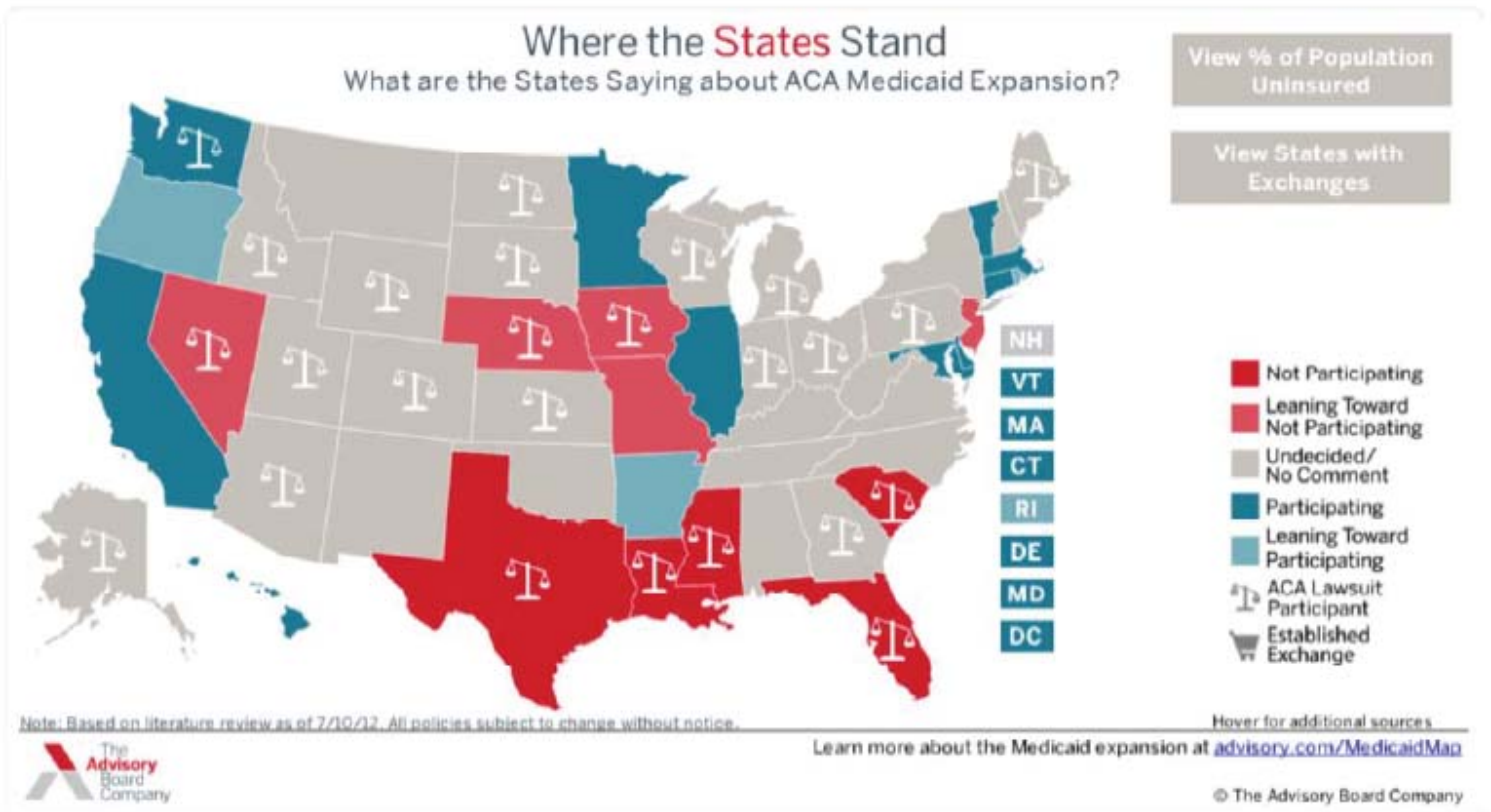 Where the States Stand
What are the States Saying about ACA Medicaid Expansion?
View % of Population
Uninsured
View States with
Exchanges
NH
VT
MA
CT
RI
DE
MD
DC
Not Participating
Leaning Toward
Not Participating
Undecided/
No Comment
Participating
Leaning Toward
Participating
ACA Lawsuit
Participant
Established
Exchange
Note: Based on literature review as of 7/10/12. All policies subject to change without notice.
Hover for additional sources
The
Advisory
Board
Company
Learn more about the Medicaid expansion at advisory.com/MedicaidMap
© The Advisory Board Company